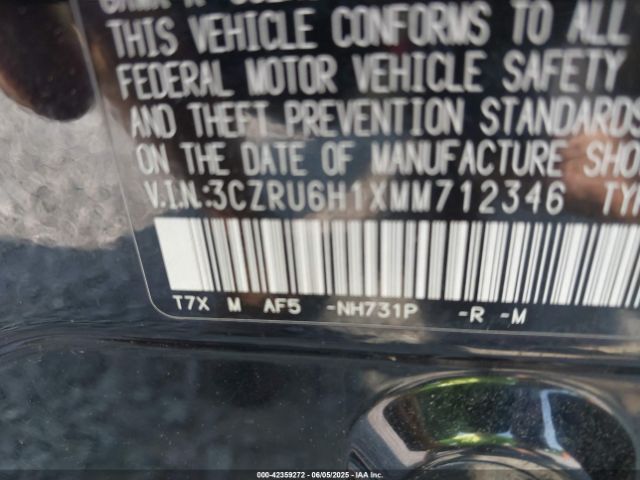 THIS VEHICLE CONFORMS TO ALL
FEDERAL MOTOR VEHICLE SAFETY
AND THEFT PREVENTION STANDARDS
ON THE DATE OF MANUFACTURE SHO
V.I.N.:3CZRU6H1XMM712346 TYP
T7X M AF5 -NH731P -R -M
000-42359272 - 06/05/2025 - IAA Inc.